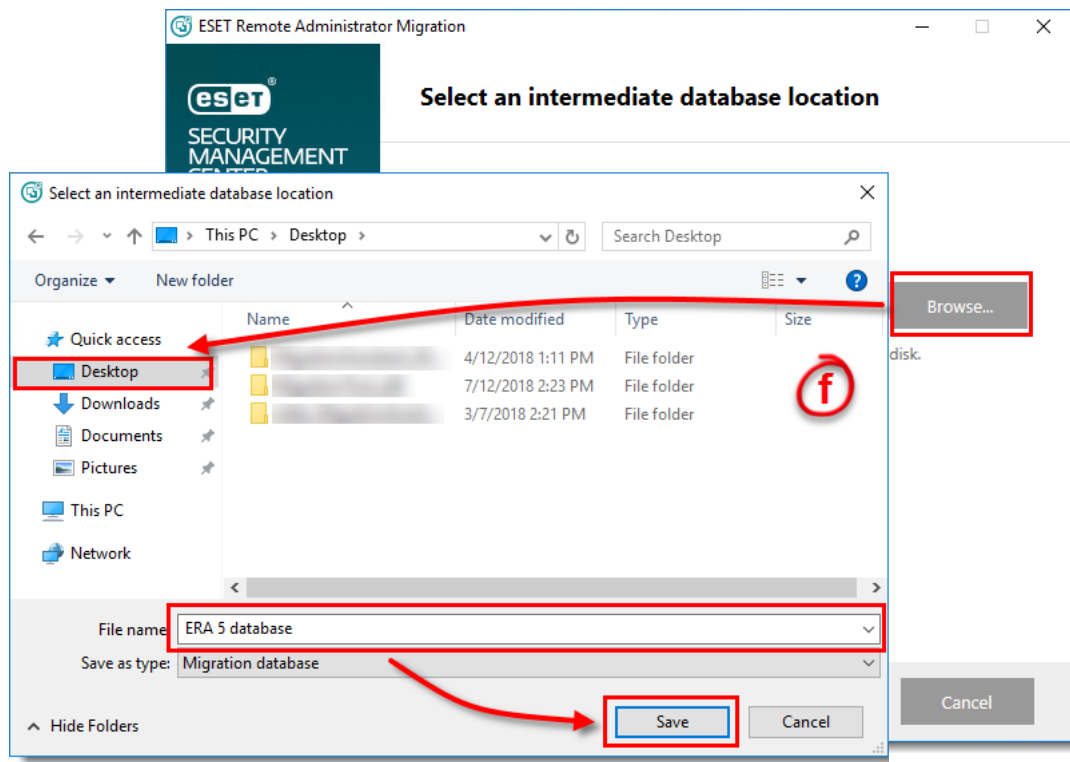 ESET Remote Administrator Migration
eseT®
SECURITY
MANAGEMENT
CENTER
Select an intermediate database location
Select an intermediate database location
This PC > Desktop >
Search Desktop
Organize
New folder
Browse...
disk.
Name
Date modified
Type
Size
4/12/2018 1:11 PM
File folder
7/12/2018 2:23 PM
File folder
3/7/2018 2:21 PM
File folder
f
Quick access
Desktop
Downloads
Documents
Pictures
This PC
Network
File name
ERA 5 database
Save as type:
Migration database
Hide Folders
Save
Cancel
Cancel